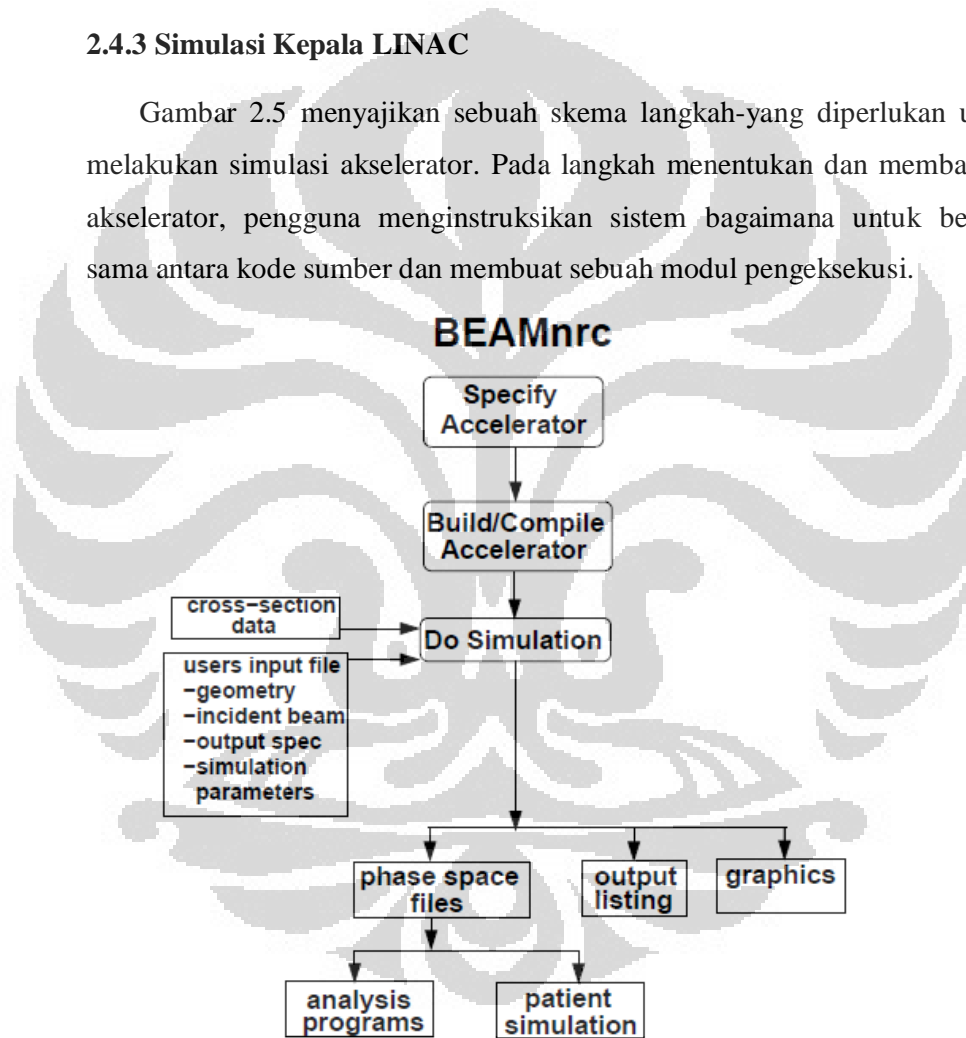 2.4.3 Simulasi Kepala LINAC
Gambar 2.5 menyajikan sebuah skema langkah-yang diperlukan
melakukan simulasi akselerator. Pada langkah menentukan dan
akselerator, pengguna menginstruksikan sistem bagaimana untuk
sama antara kode sumber dan membuat sebuah modul pengeksekusi.
BEAMnrc
Specify
Accelerator
Build/Compile
Accelerator
cross-section
data
Do Simulation
users input file
-geometry
-incident beam
-output spec
-simulation
parameters
phase space
files
output
listing
graphics
analysis
programs
patient
simulation